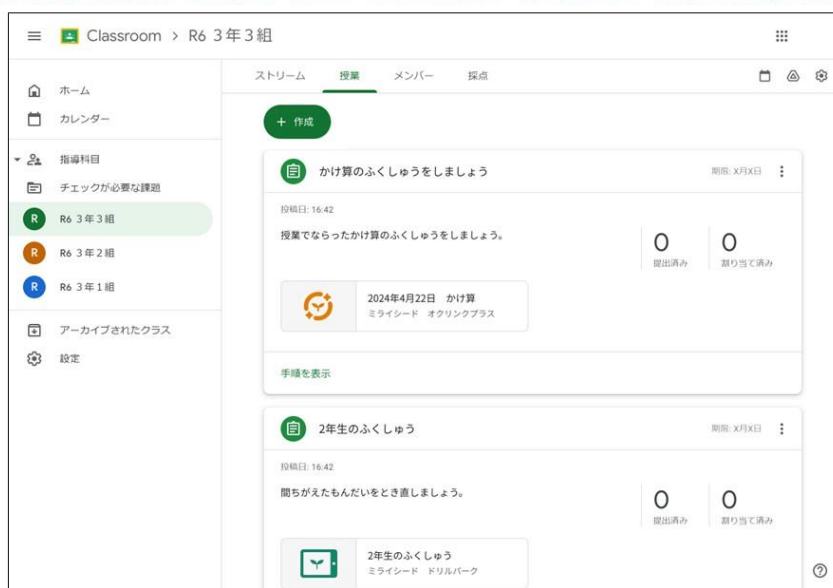 Classroom > R6 3年3組
ストリーム 授業 メンバー 採点
ホーム
カレンダー
指導科目
チェックが必要な課題
R R6 3年3組
R R6 3年2組
R R6 3年1組
アーカイブされたクラス
設定
+ 作成
かけ算のふくしゅうをしましょう 期限: X月X日
投稿日: 16:42
授業でならったかけ算のふくしゅうをしましょう。
0 0
提出済み 割り当て済み
2024年4月22日 かけ算
ミライシード オクリンクプラス
手順を表示
2年生のふくしゅう 期限: X月X日
投稿日: 16:42
間ちがえたもんだいをとき直しましょう。
0 0
提出済み 割り当て済み
2年生のふくしゅう
ミライシード ドリルパーク